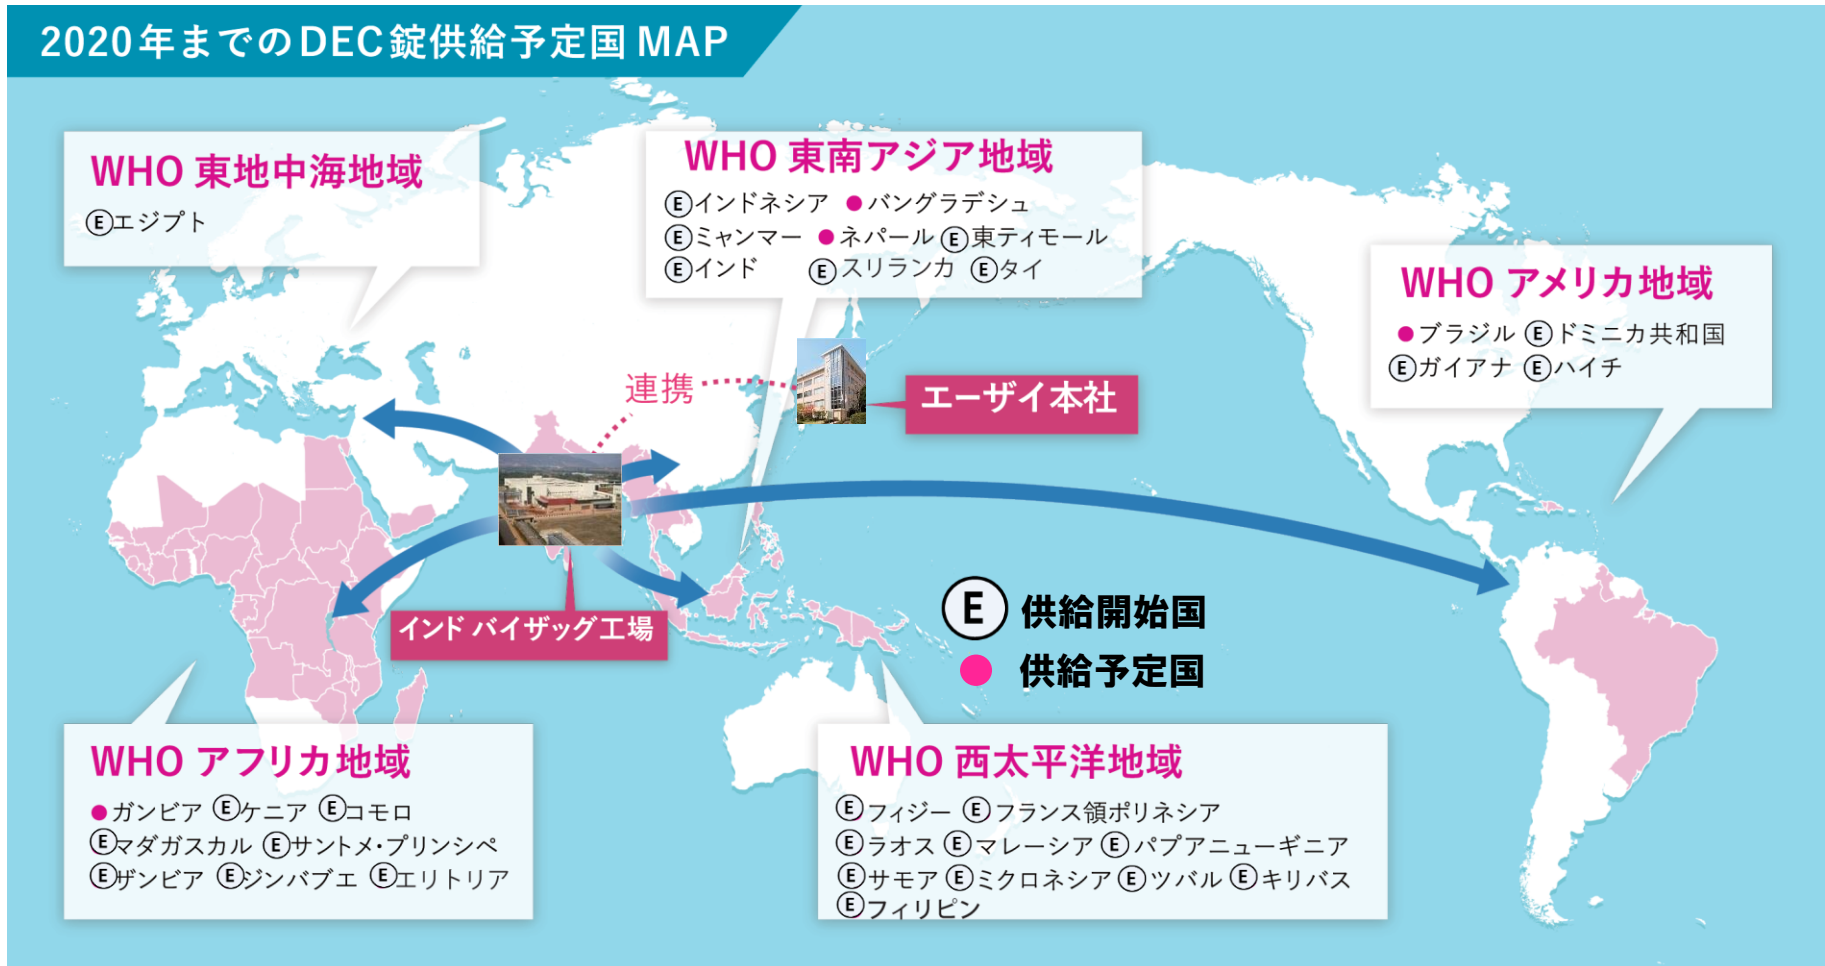 2020年までのDEC錠供給予定国 MAP
WHO 東地中海地域
Ⓔエジプト
WHO 東南アジア地域
Ⓔインドネシア ●バングラデシュ
Ⓔミャンマー ●ネパール Ⓔ東ティモール
Ⓔインド Ⓔスリランカ Ⓔタイ
WHO アメリカ地域
●ブラジル Ⓔドミニカ共和国
Ⓔガイアナ Ⓔハイチ
連携
エーザイ本社
インド バイザッグ工場
Ⓔ 供給開始国
● 供給予定国
WHO アフリカ地域
●ガンビア Ⓔケニア Ⓔコモロ
Ⓔマダガスカル Ⓔサントメ・プリンシペ
Ⓔザンビア Ⓔジンバブエ Ⓔエリトリア
WHO 西太平洋地域
Ⓔフィジー Ⓔフランス領ポリネシア
Ⓔラオス Ⓔマレーシア Ⓔパプアニューギニア
Ⓔサモア Ⓔミクロネシア Ⓔツバル Ⓔキリバス
Ⓔフィリピン